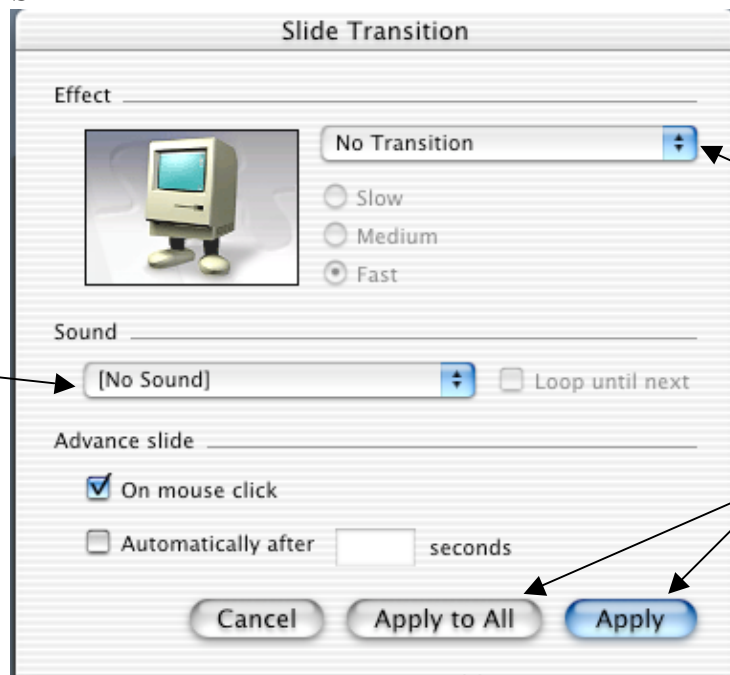 Slide Transition
Effect
No Transition
Slow
Medium
Fast
Sound
[No Sound]
Loop until next
Advance slide
On mouse click
Automatically after seconds
Cancel Apply to All Apply